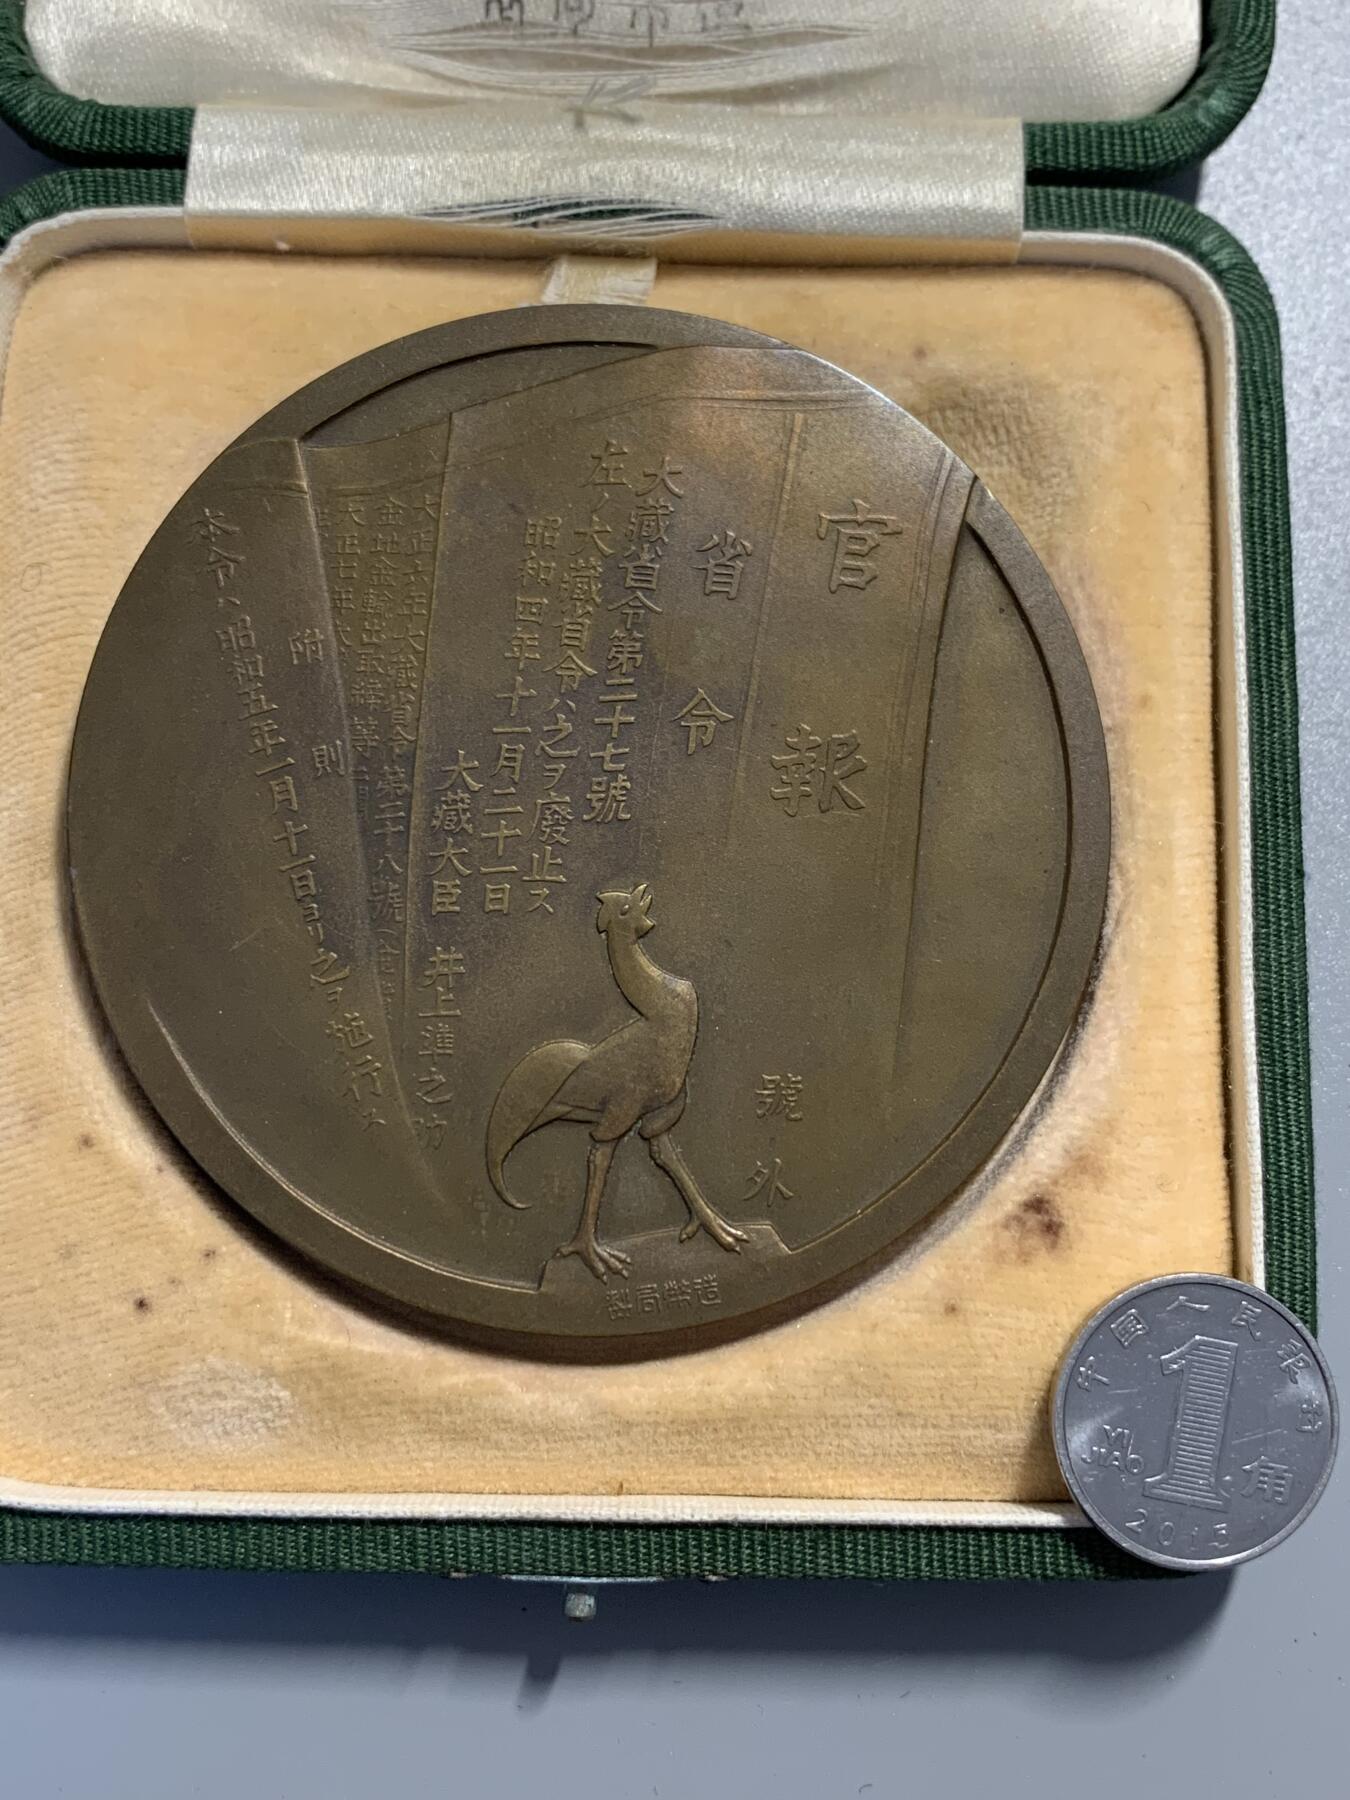 官報
號外
省令
大藏省令第二十七號
左ノ大藏省令ハ之ヲ廢止ス
昭和四年十一月二十一日
大藏大臣 井上準之助
大正六年大藏省令第二十八號
金地金輸出取締等
大正七年大
附則
本令ハ昭和五年一月十一日ヨリ之ヲ施行ス
造幣局製
中国人民银行
1角
YI JIAO
2015